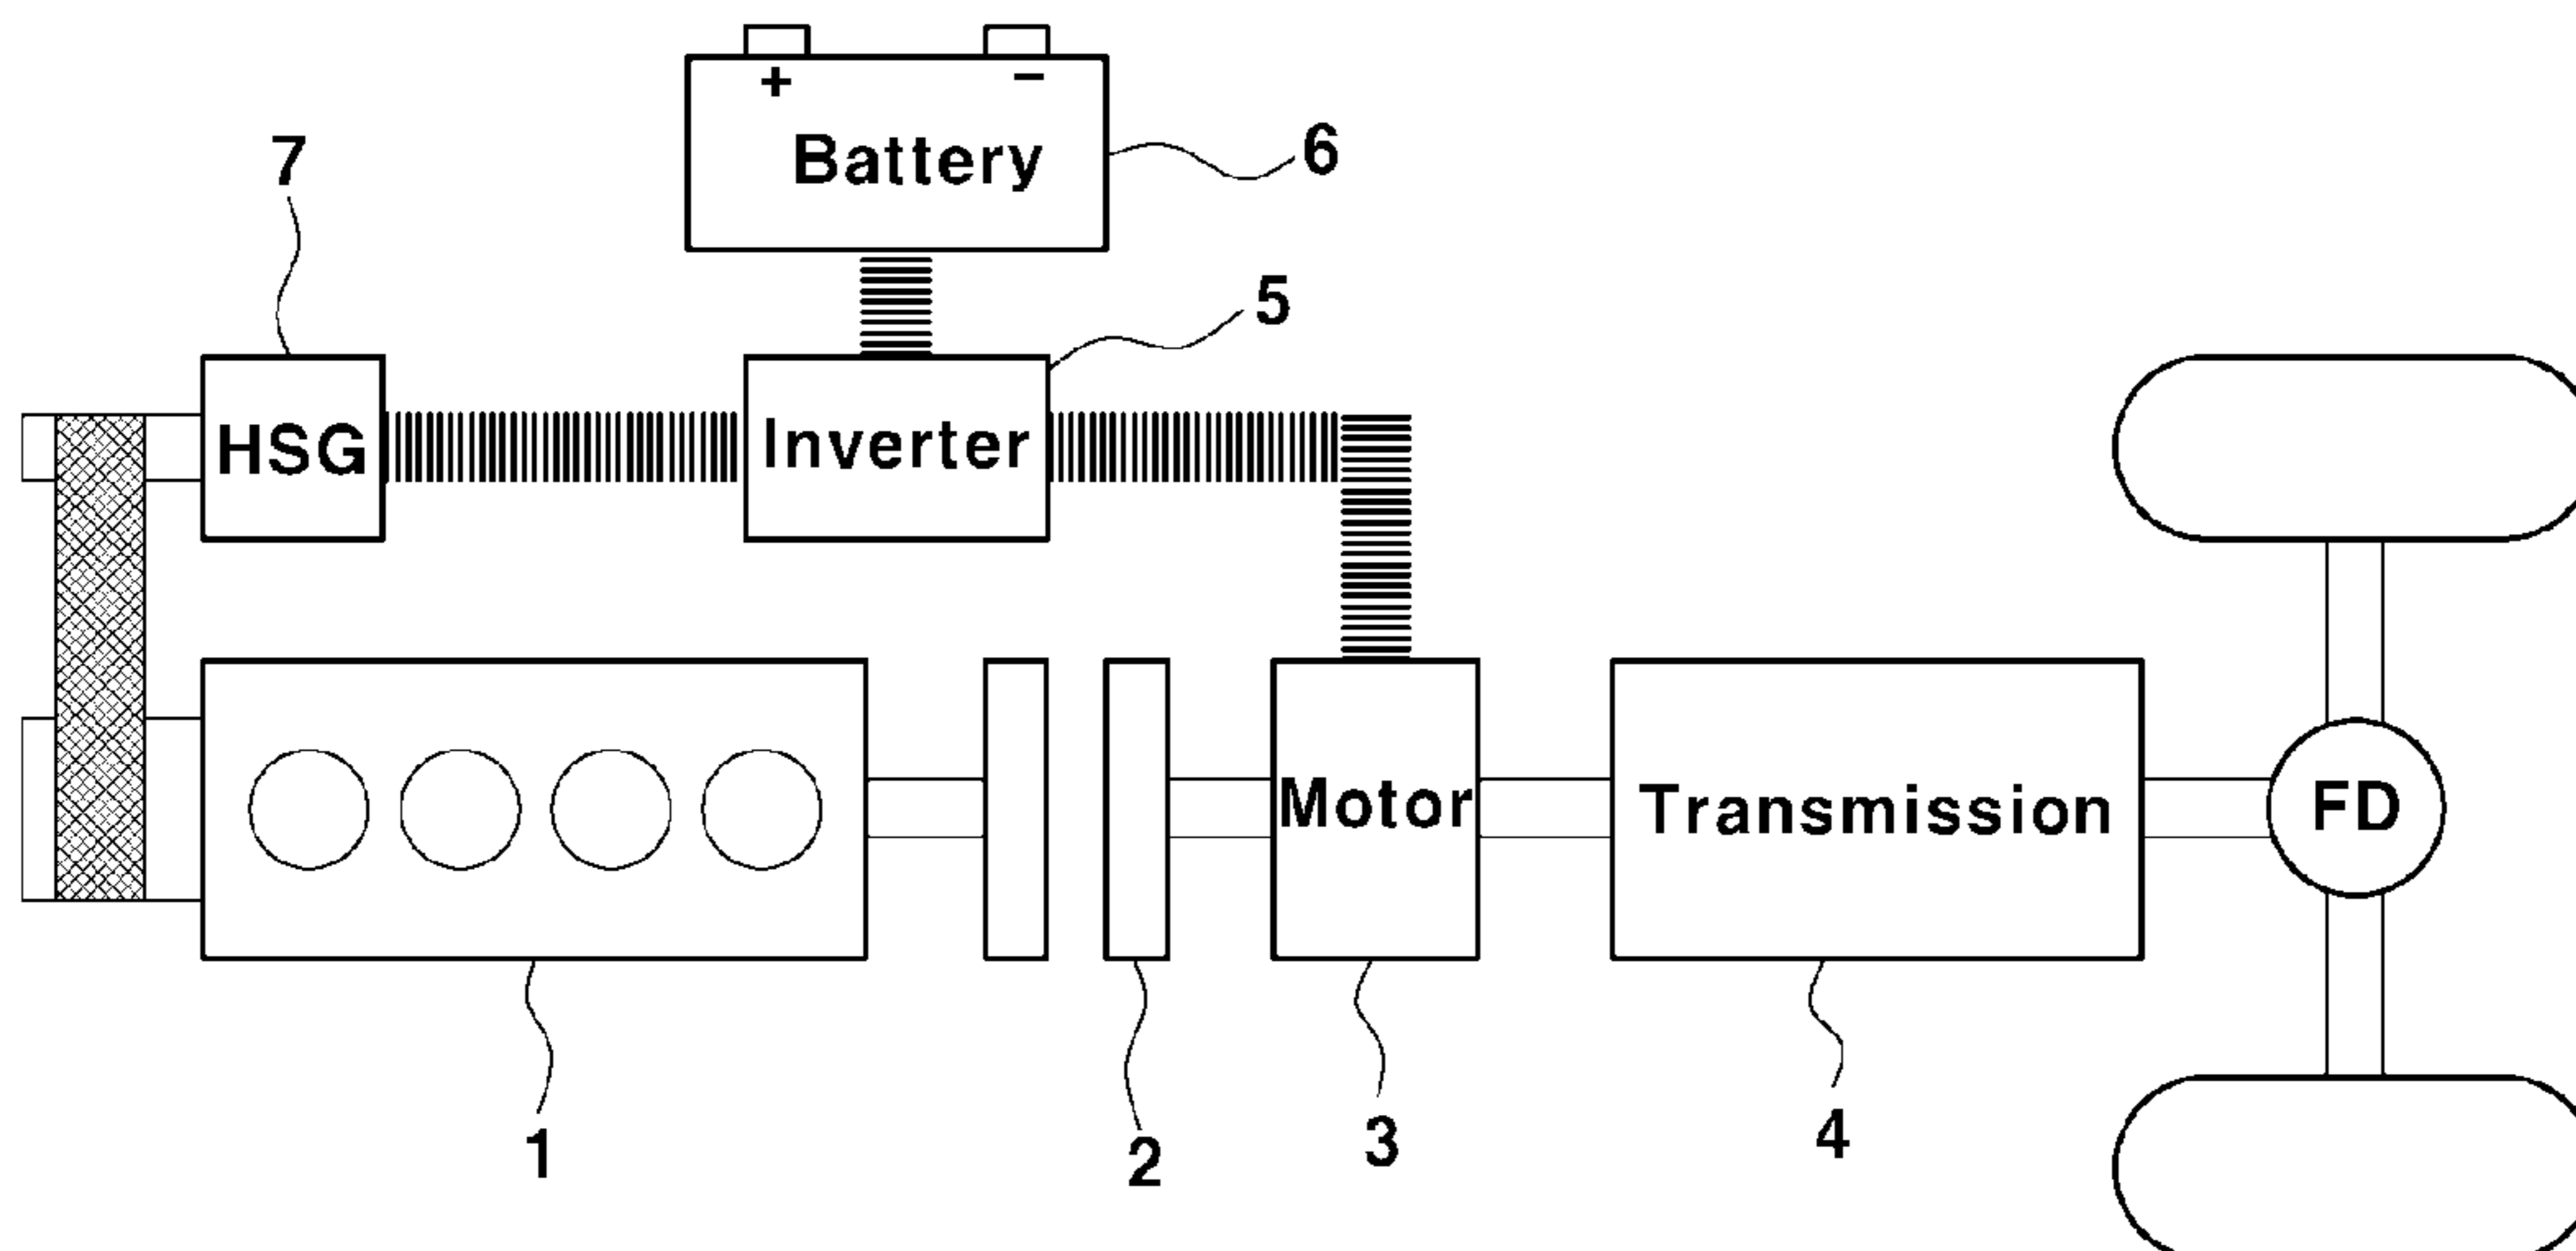 + −
Battery
6
7
5
HSG
Inverter
Motor
Transmission
FD
1
2
3
4